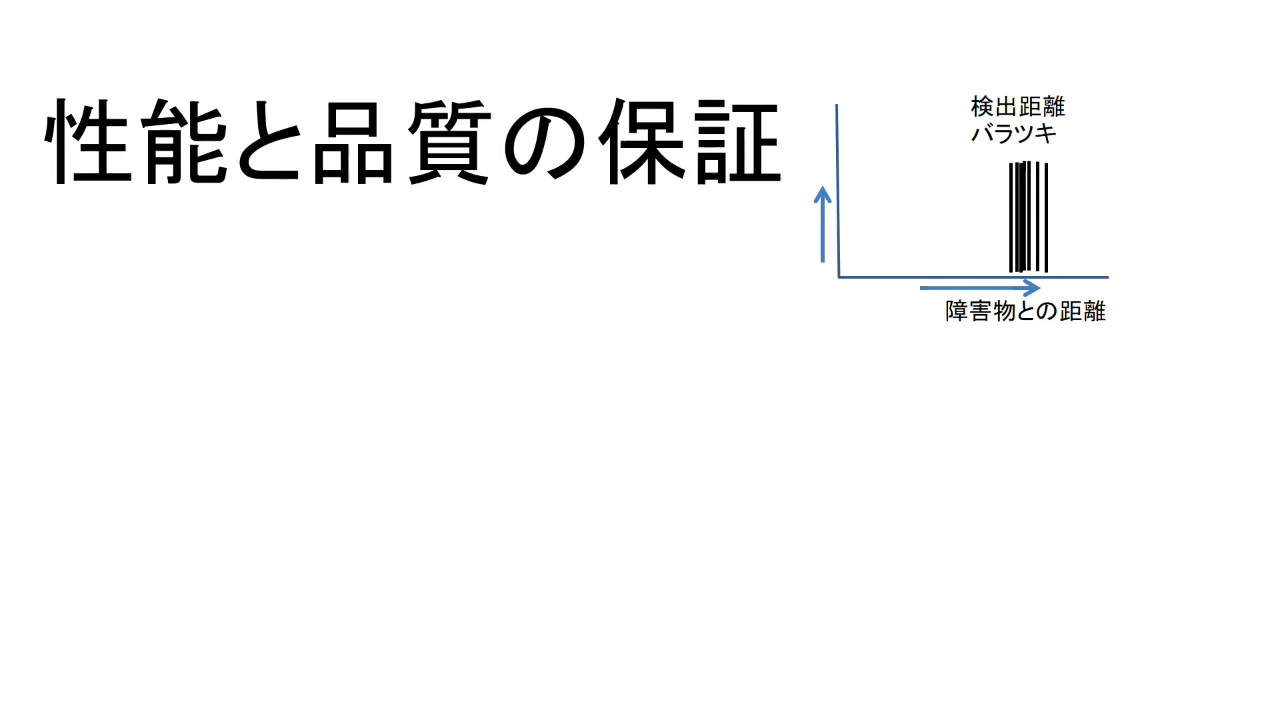 性能と品質の保証
検出距離
バラツキ
障害物との距離